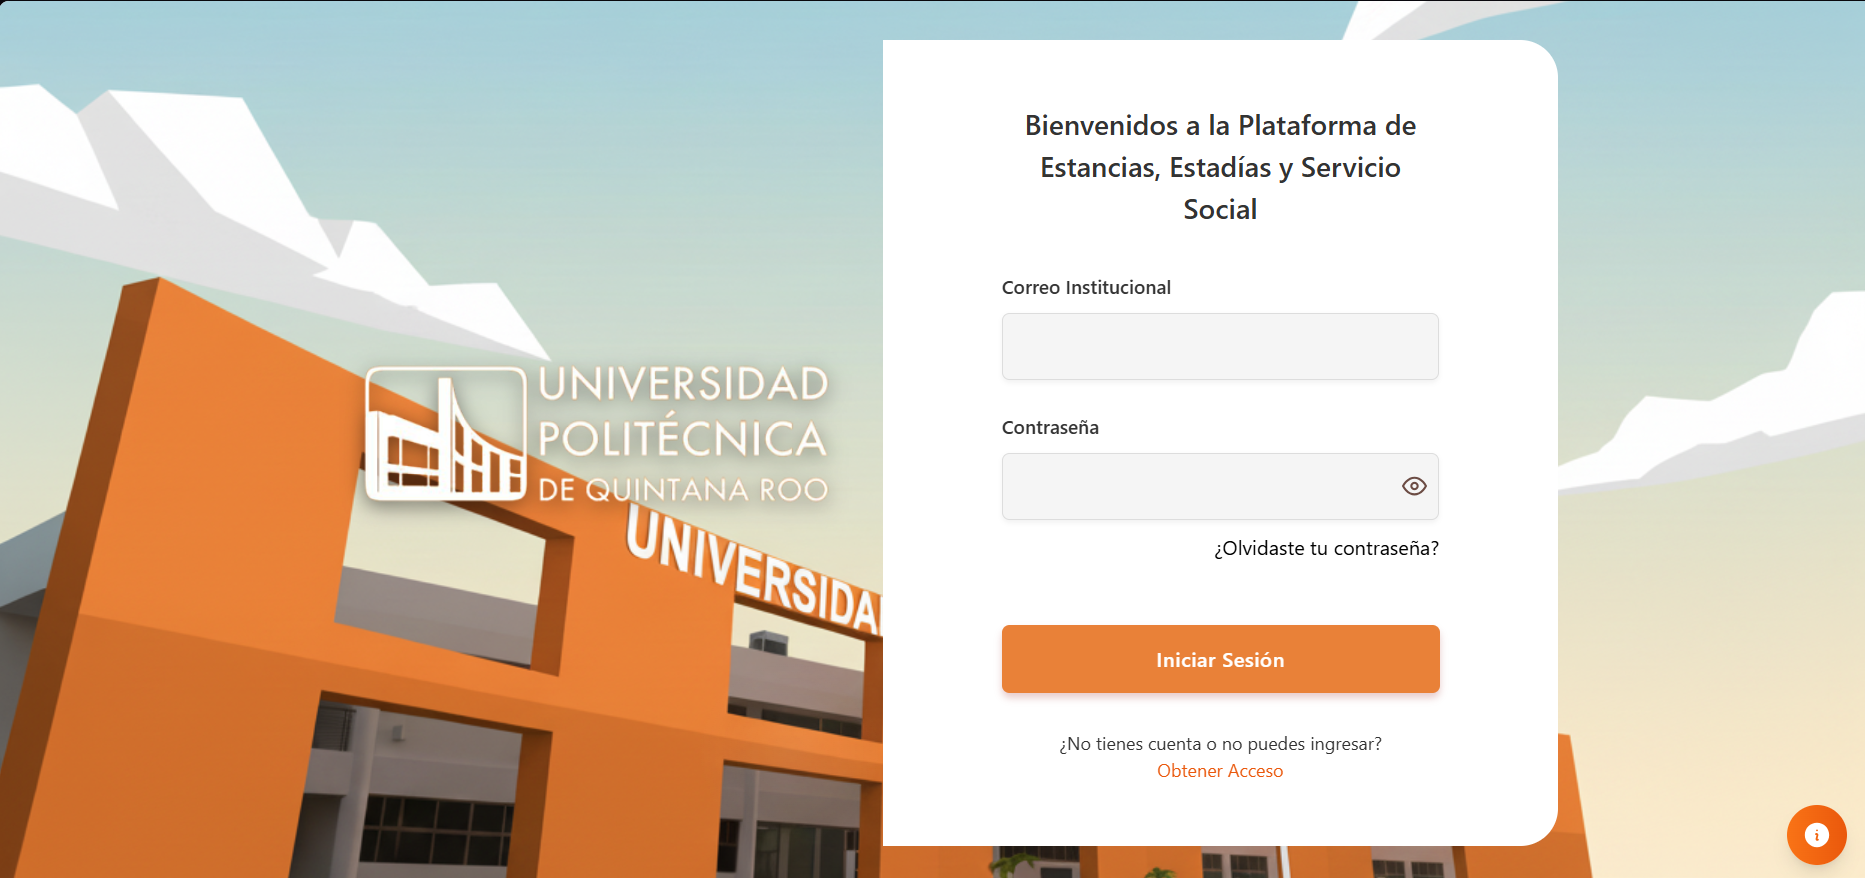 UNIVERSIDAD
POLITÉCNICA
DE QUINTANA ROO
UNIVERSIDA
Bienvenidos a la Plataforma de
Estancias, Estadías y Servicio
Social
Correo Institucional
Contraseña
¿Olvidaste tu contraseña?
Iniciar Sesión
¿No tienes cuenta o no puedes ingresar?
Obtener Acceso